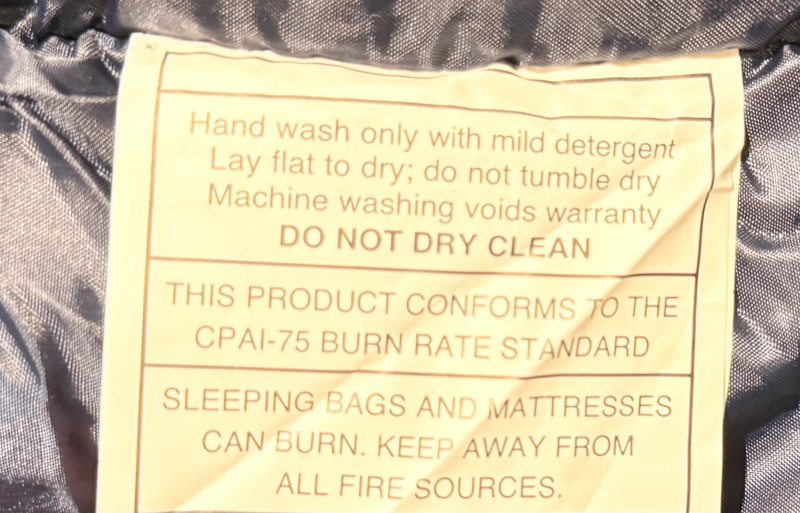 Hand wash only with mild detergent
Lay flat to dry; do not tumble dry
Machine washing voids warranty
DO NOT DRY CLEAN
THIS PRODUCT CONFORMS TO THE
CPAI-75 BURN RATE STANDARD
SLEEPING BAGS AND MATTRESSES
CAN BURN. KEEP AWAY FROM
ALL FIRE SOURCES.